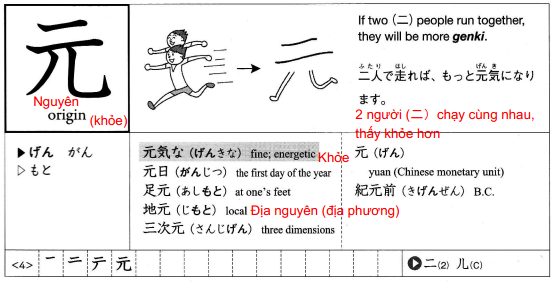 元
Nguyên
origin (khỏe)
If two (二) people run together,
they will be more genki.
ふたり はし げんき
二人で走れば、もっと元気になり
ます。
2 người (二) chạy cùng nhau,
thấy khỏe hơn
▶げん がん
▷もと
元気な(げんきな) fine; energetic Khỏe
元日(がんじつ) the first day of the year
足元(あしもと) at one's feet
地元(じもと) local Địa nguyên (địa phương)
三次元(さんじげん) three dimensions
元(げん)
yuan (Chinese monetary unit)
紀元前(きげんぜん) B.C.
<4> 一 二 テ 元
▶二(2) 儿(C)